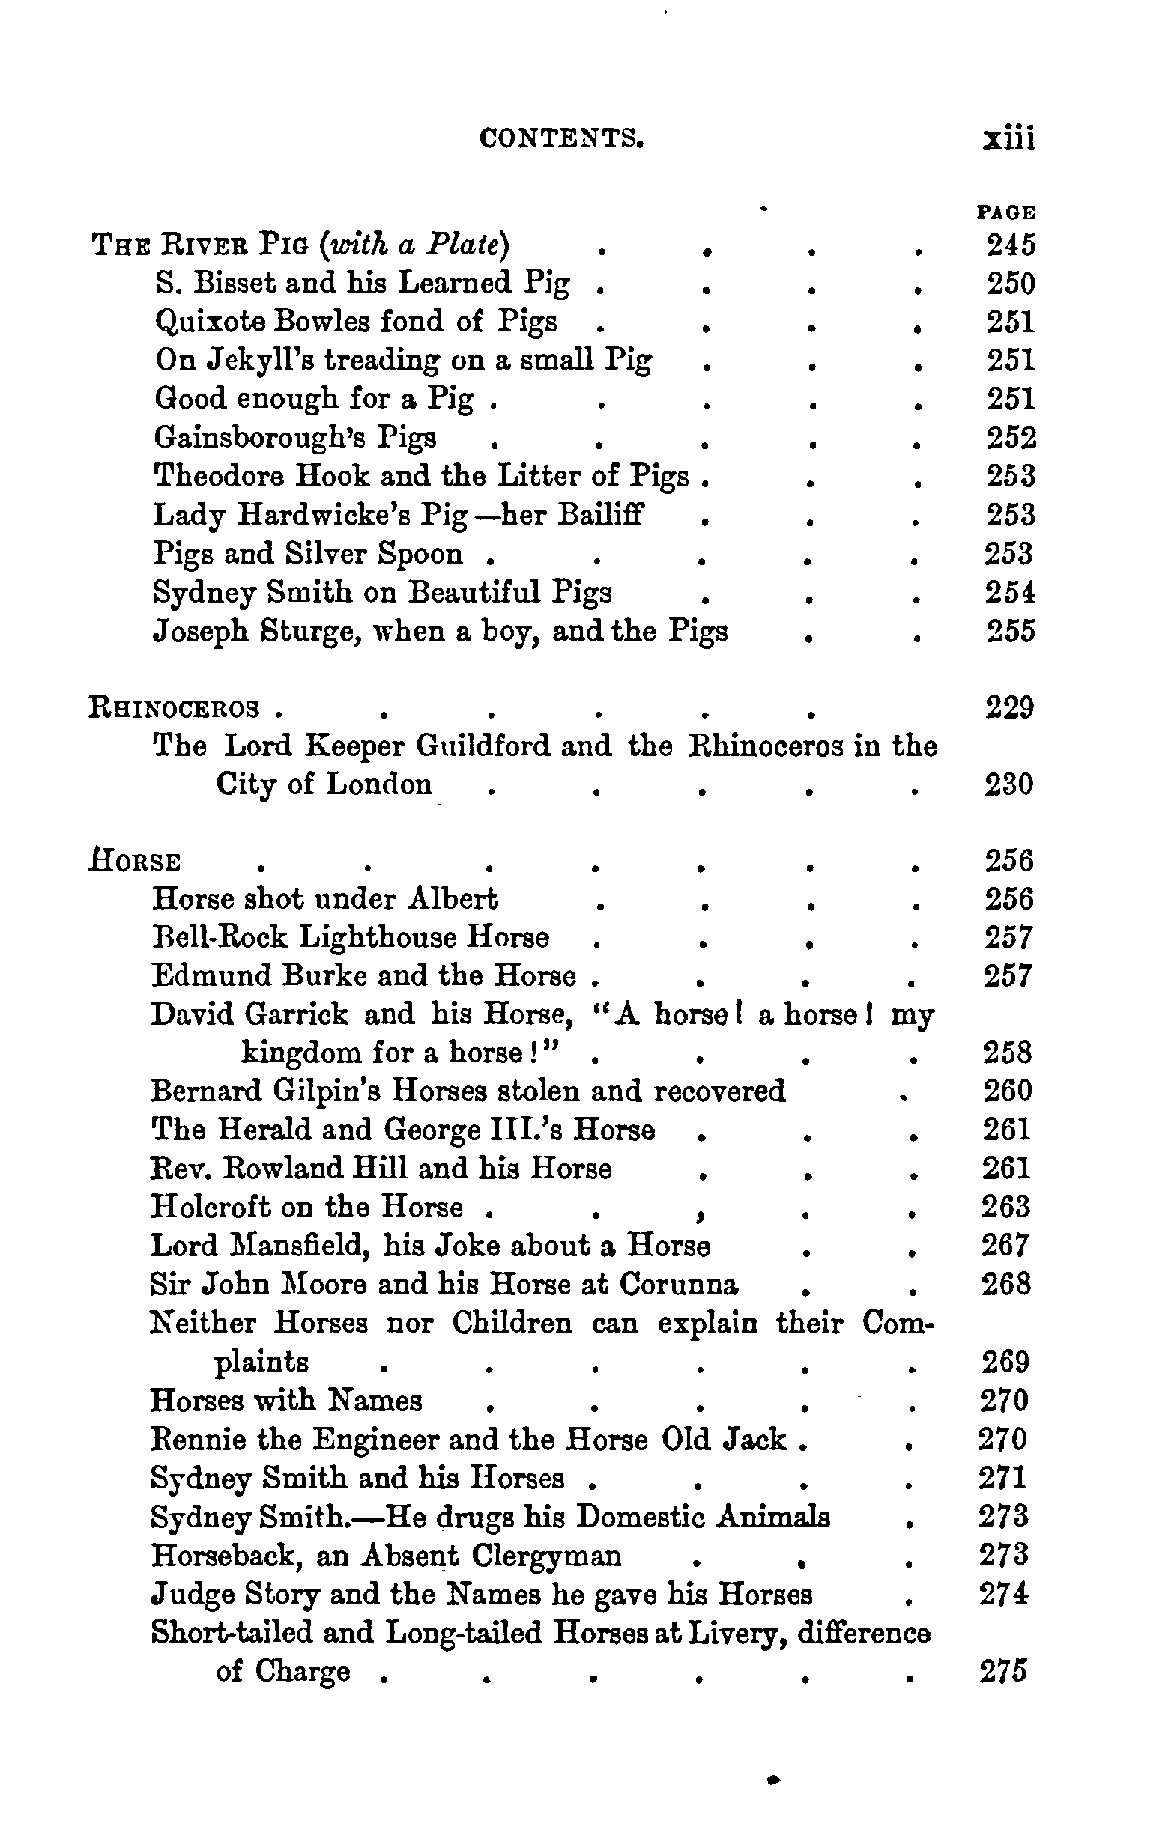 CONTENTS. xiii
PAGE
THE RIVER PIG (with a Plate) . . . . 245
S. Bisset and his Learned Pig . . . . 250
Quixote Bowles fond of Pigs . . . . 251
On Jekyll's treading on a small Pig . . . 251
Good enough for a Pig . . . . . 251
Gainsborough's Pigs . . . . . 252
Theodore Hook and the Litter of Pigs . . . 253
Lady Hardwicke's Pig—her Bailiff . . . 253
Pigs and Silver Spoon . . . . . 253
Sydney Smith on Beautiful Pigs . . . 254
Joseph Sturge, when a boy, and the Pigs . . 255
RHINOCEROS . . . . . . 229
The Lord Keeper Guildford and the Rhinoceros in the
City of London . . . . . 230
HORSE . . . . . . . 256
Horse shot under Albert . . . . 256
Bell-Rock Lighthouse Horse . . . . 257
Edmund Burke and the Horse . . . . 257
David Garrick and his Horse, "A horse! a horse! my
kingdom for a horse!" . . . . 258
Bernard Gilpin's Horses stolen and recovered . 260
The Herald and George III.'s Horse . . . 261
Rev. Rowland Hill and his Horse . . . 261
Holcroft on the Horse . . , . . 263
Lord Mansfield, his Joke about a Horse . . 267
Sir John Moore and his Horse at Corunna . . 268
Neither Horses nor Children can explain their Com-
plaints . . . . . . 269
Horses with Names . . . . . 270
Rennie the Engineer and the Horse Old Jack . . 270
Sydney Smith and his Horses . . . . 271
Sydney Smith.—He drugs his Domestic Animals . 273
Horseback, an Absent Clergyman . . . 273
Judge Story and the Names he gave his Horses . 274
Short-tailed and Long-tailed Horses at Livery, difference
of Charge . . . . . . 275